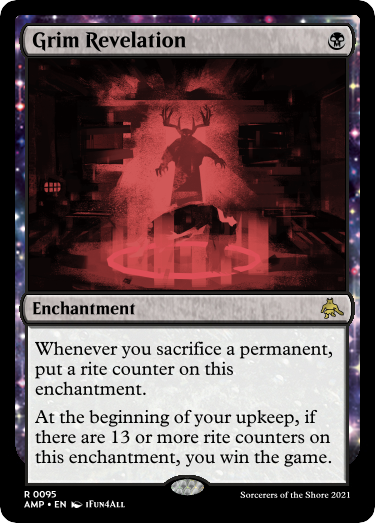 Grim Revelation
Enchantment
Whenever you sacrifice a permanent,
put a rite counter on this
enchantment.
At the beginning of your upkeep, if
there are 13 or more rite counters on
this enchantment, you win the game.
R 0095
AMP • EN 1Fun4All
Sorcerers of the Shore 2021